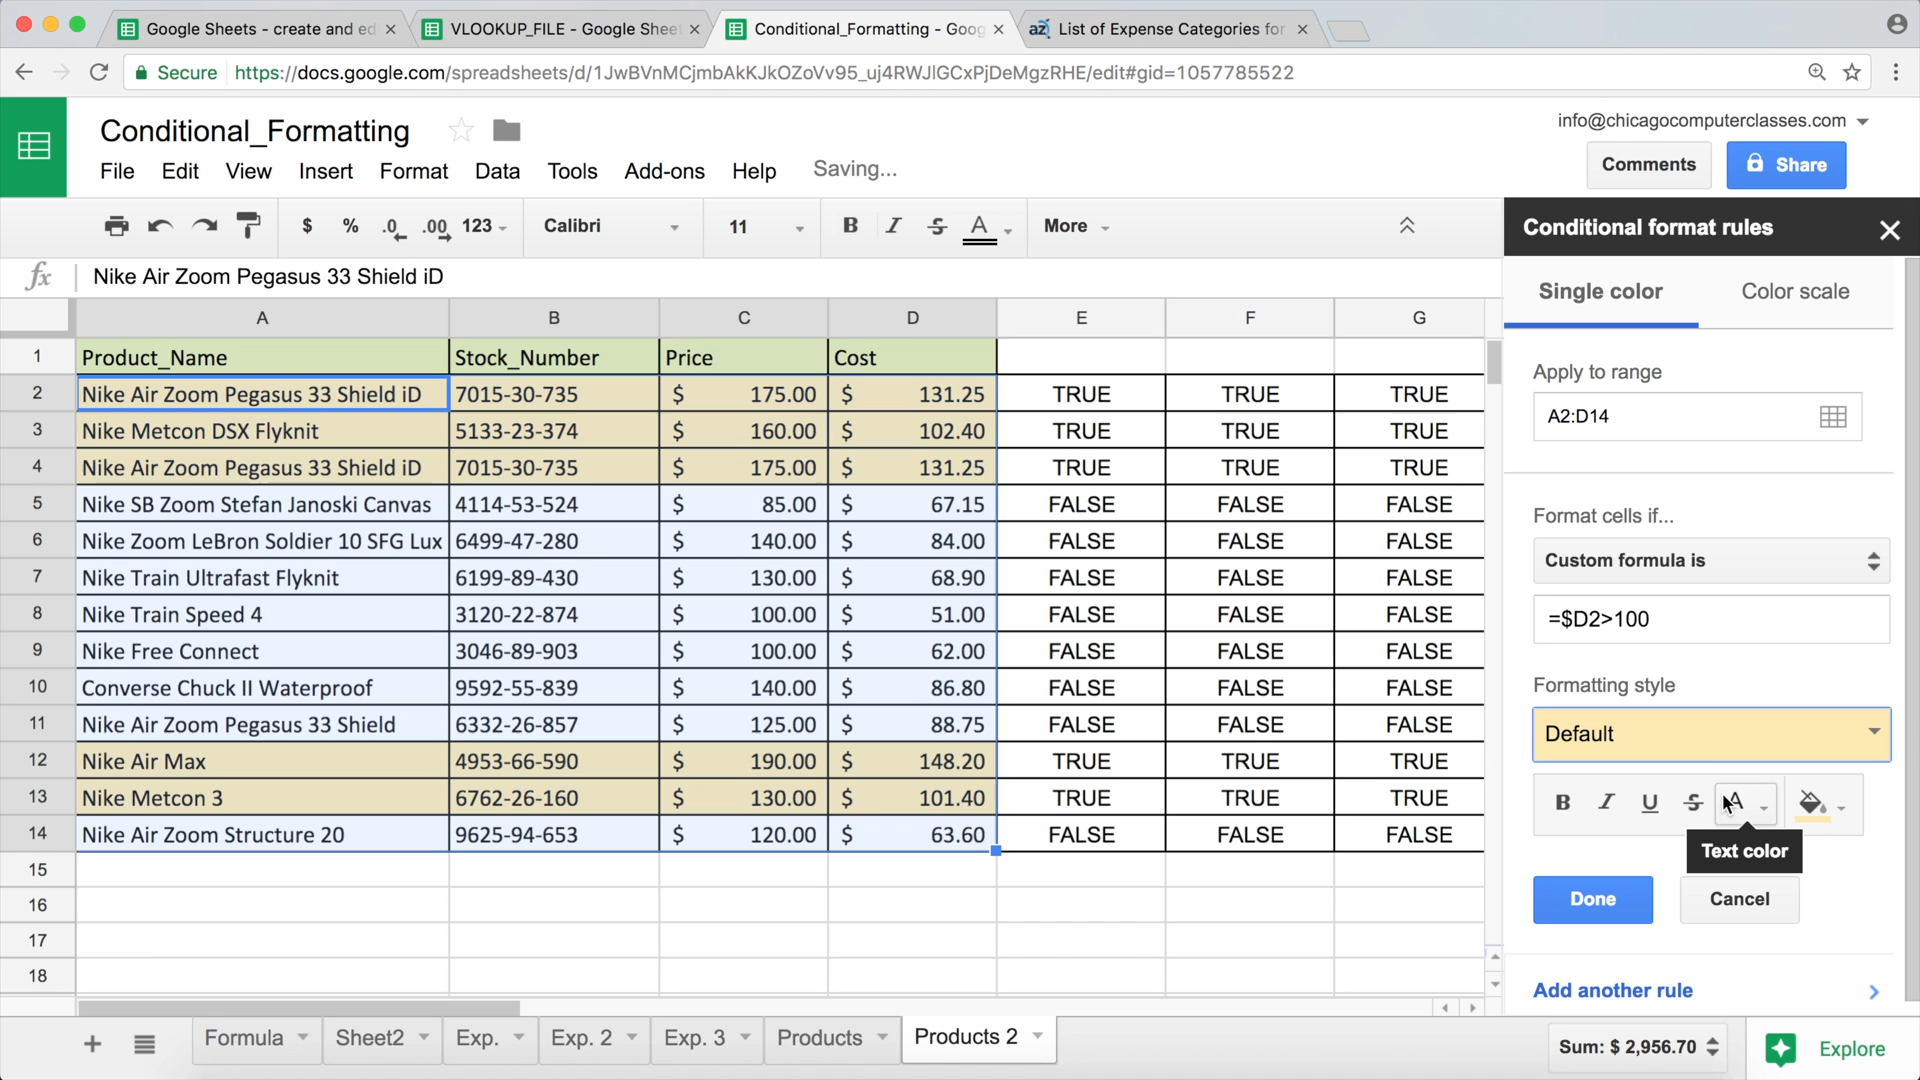 Google Sheets - create and ed
VLOOKUP_FILE - Google Shee
Conditional_Formatting - Goog
List of Expense Categories for
Secure https://docs.google.com/spreadsheets/d/1JwBVnMCjmbAkKJkOZoVv95_uj4RWJlGCxPjDeMgzRHE/edit#gid=1057785522
Conditional_Formatting
info@chicagocomputerclasses.com
File Edit View Insert Format Data Tools Add-ons Help Saving...
Comments Share
$ % .0 .00 123 Calibri 11 B I S A More
Conditional format rules
fx Nike Air Zoom Pegasus 33 Shield iD
Single color Color scale
A B C D E F G
1 Product_Name Stock_Number Price Cost
2 Nike Air Zoom Pegasus 33 Shield iD 7015-30-735 $ 175.00 $ 131.25 TRUE TRUE TRUE
3 Nike Metcon DSX Flyknit 5133-23-374 $ 160.00 $ 102.40 TRUE TRUE TRUE
4 Nike Air Zoom Pegasus 33 Shield iD 7015-30-735 $ 175.00 $ 131.25 TRUE TRUE TRUE
5 Nike SB Zoom Stefan Janoski Canvas 4114-53-524 $ 85.00 $ 67.15 FALSE FALSE FALSE
6 Nike Zoom LeBron Soldier 10 SFG Lux 6499-47-280 $ 140.00 $ 84.00 FALSE FALSE FALSE
7 Nike Train Ultrafast Flyknit 6199-89-430 $ 130.00 $ 68.90 FALSE FALSE FALSE
8 Nike Train Speed 4 3120-22-874 $ 100.00 $ 51.00 FALSE FALSE FALSE
9 Nike Free Connect 3046-89-903 $ 100.00 $ 62.00 FALSE FALSE FALSE
10 Converse Chuck II Waterproof 9592-55-839 $ 140.00 $ 86.80 FALSE FALSE FALSE
11 Nike Air Zoom Pegasus 33 Shield 6332-26-857 $ 125.00 $ 88.75 FALSE FALSE FALSE
12 Nike Air Max 4953-66-590 $ 190.00 $ 148.20 TRUE TRUE TRUE
13 Nike Metcon 3 6762-26-160 $ 130.00 $ 101.40 TRUE TRUE TRUE
14 Nike Air Zoom Structure 20 9625-94-653 $ 120.00 $ 63.60 FALSE FALSE FALSE
15
16
17
18
Apply to range
A2:D14
Format cells if...
Custom formula is
=$D2>100
Formatting style
Default
B I U S A
Text color
Done Cancel
Add another rule
Formula Sheet2 Exp. Exp. 2 Exp. 3 Products Products 2
Sum: $ 2,956.70
Explore